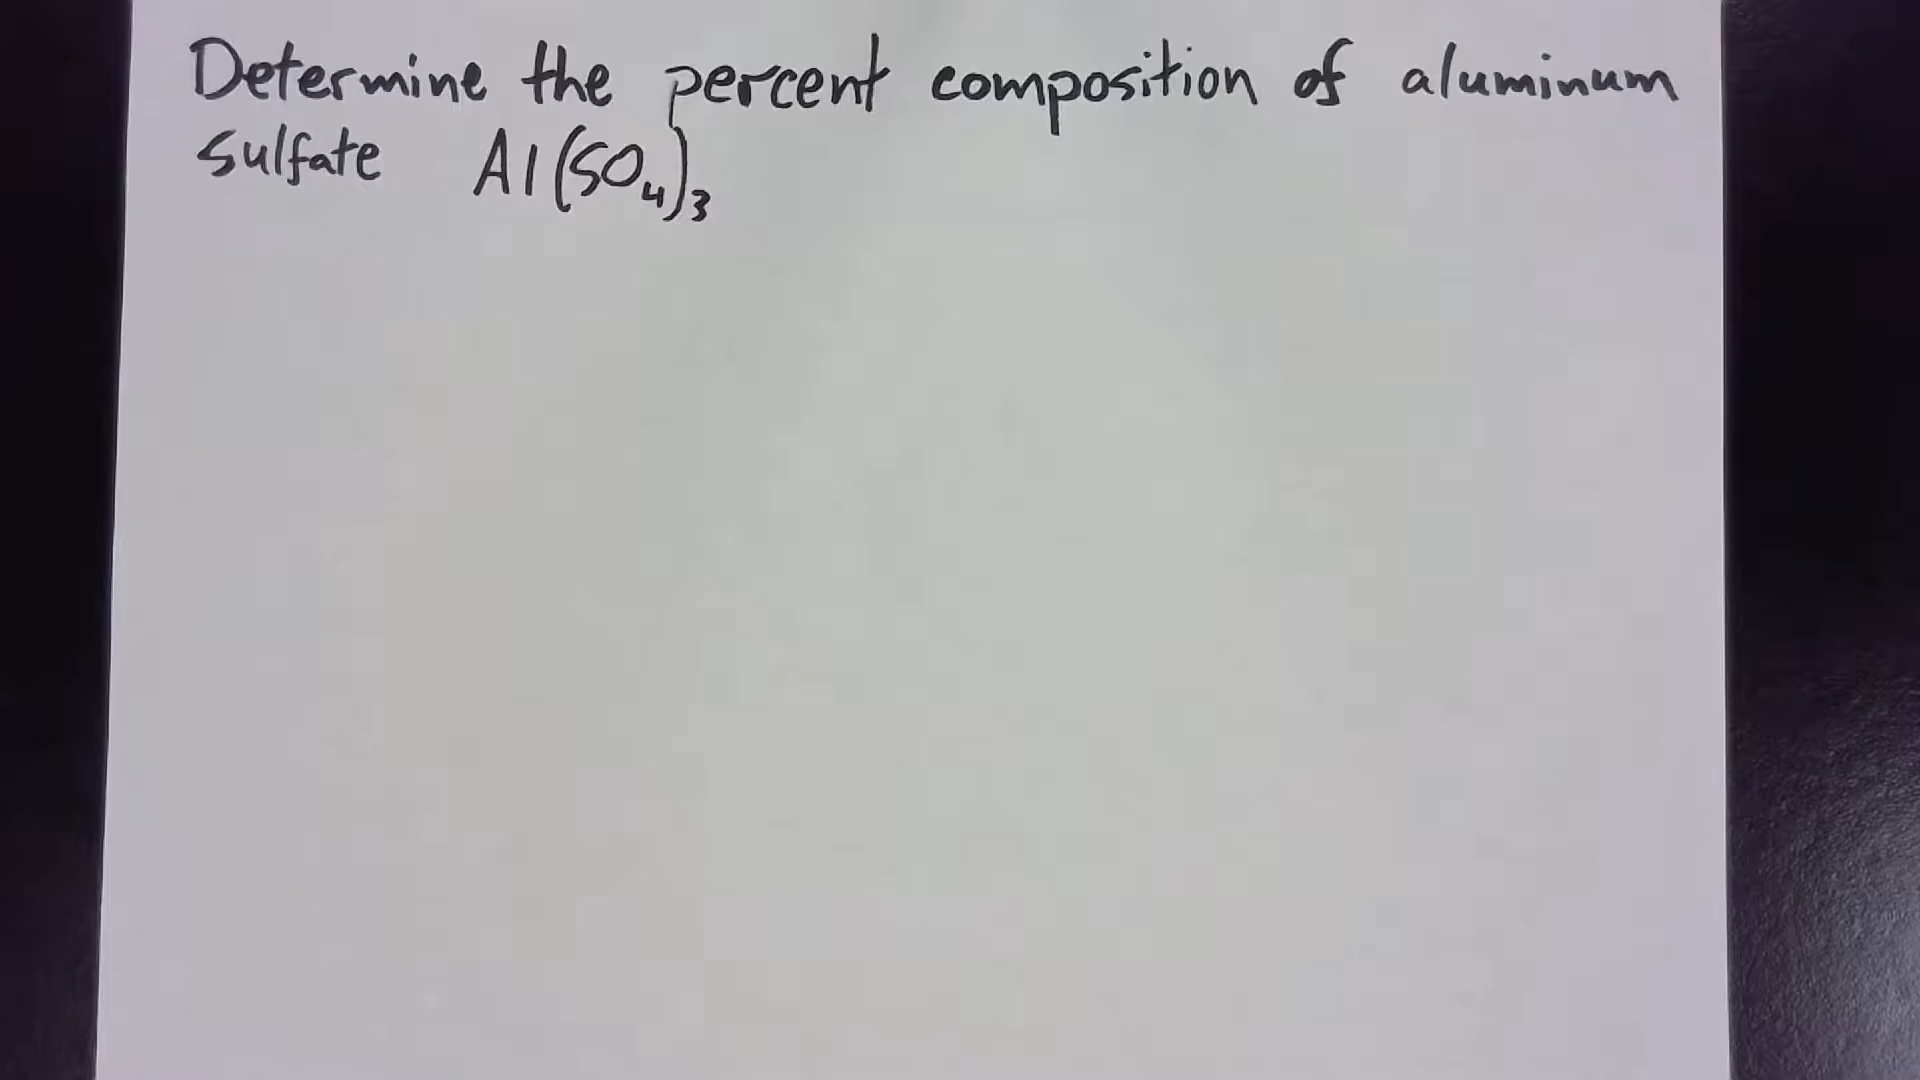 Determine the percent composition of aluminum
sulfate Al(SO₄)₃